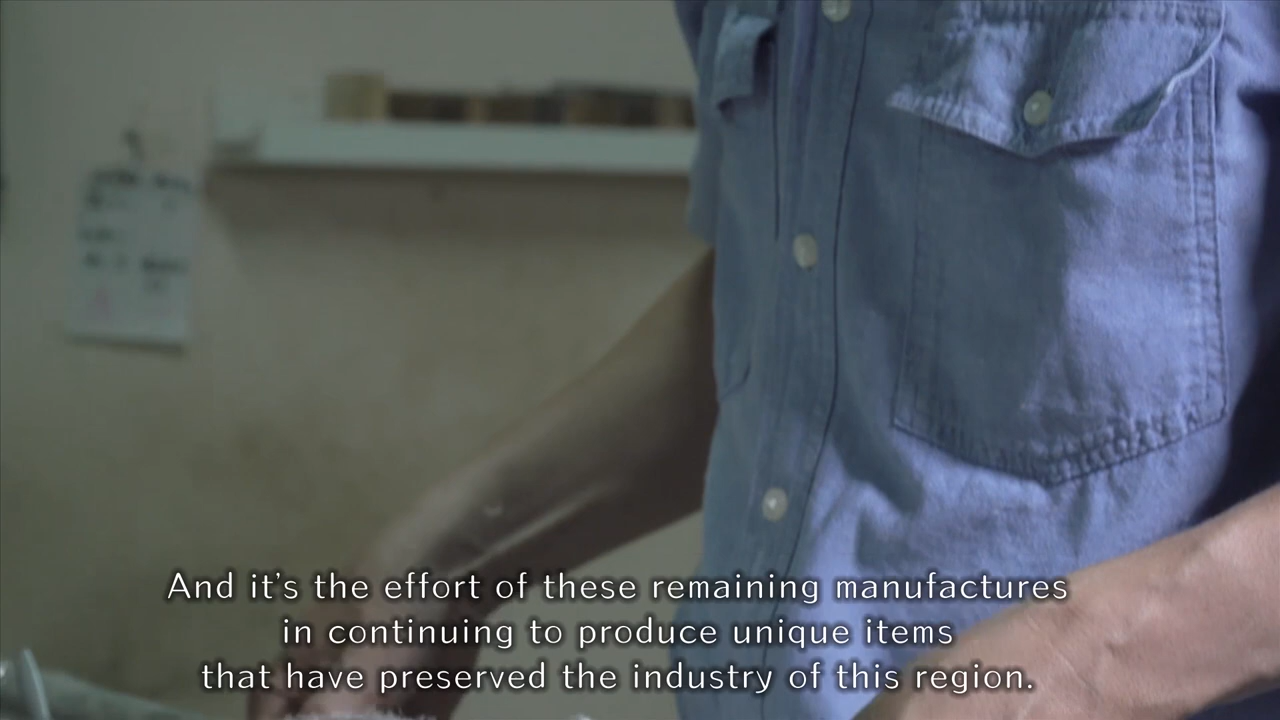 And it's the effort of these remaining manufactures
in continuing to produce unique items
that have preserved the industry of this region.